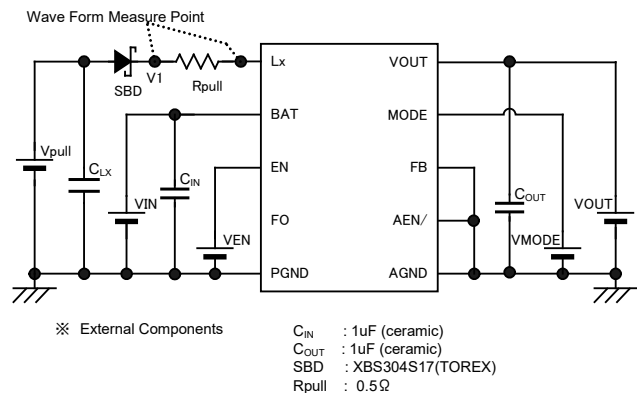 Wave Form Measure Point
Lx
VOUT
V1
SBD
Rpull
BAT
MODE
Vpull
CLX
EN
FB
CIN
COUT
VIN
FO
AEN/
VOUT
VEN
VMODE
PGND
AGND
※ External Components
CIN : 1uF (ceramic)
COUT : 1uF (ceramic)
SBD : XBS304S17(TOREX)
Rpull : 0.5Ω